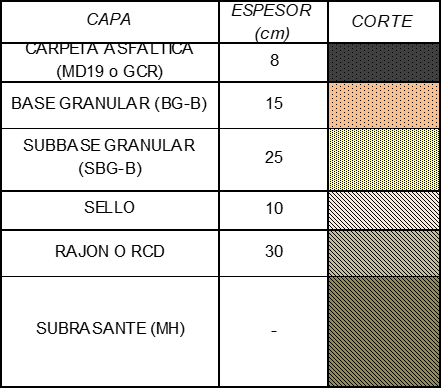 CAPA ESPESOR (cm) CORTE
CARPETA ASFALTICA (MD19 o GCR) 8
BASE GRANULAR (BG-B) 15
SUBBASE GRANULAR (SBG-B) 25
SELLO 10
RAJON O RCD 30
SUBRASANTE (MH) -